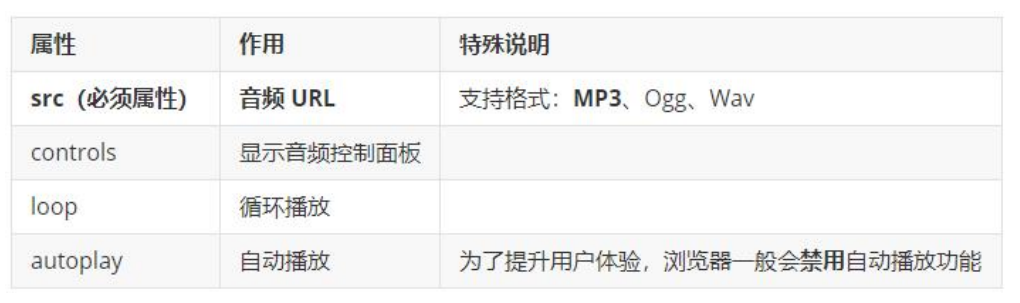 属性 作用 特殊说明
src（必须属性） 音频 URL 支持格式：MP3、Ogg、Wav
controls 显示音频控制面板
loop 循环播放
autoplay 自动播放 为了提升用户体验，浏览器一般会禁用自动播放功能